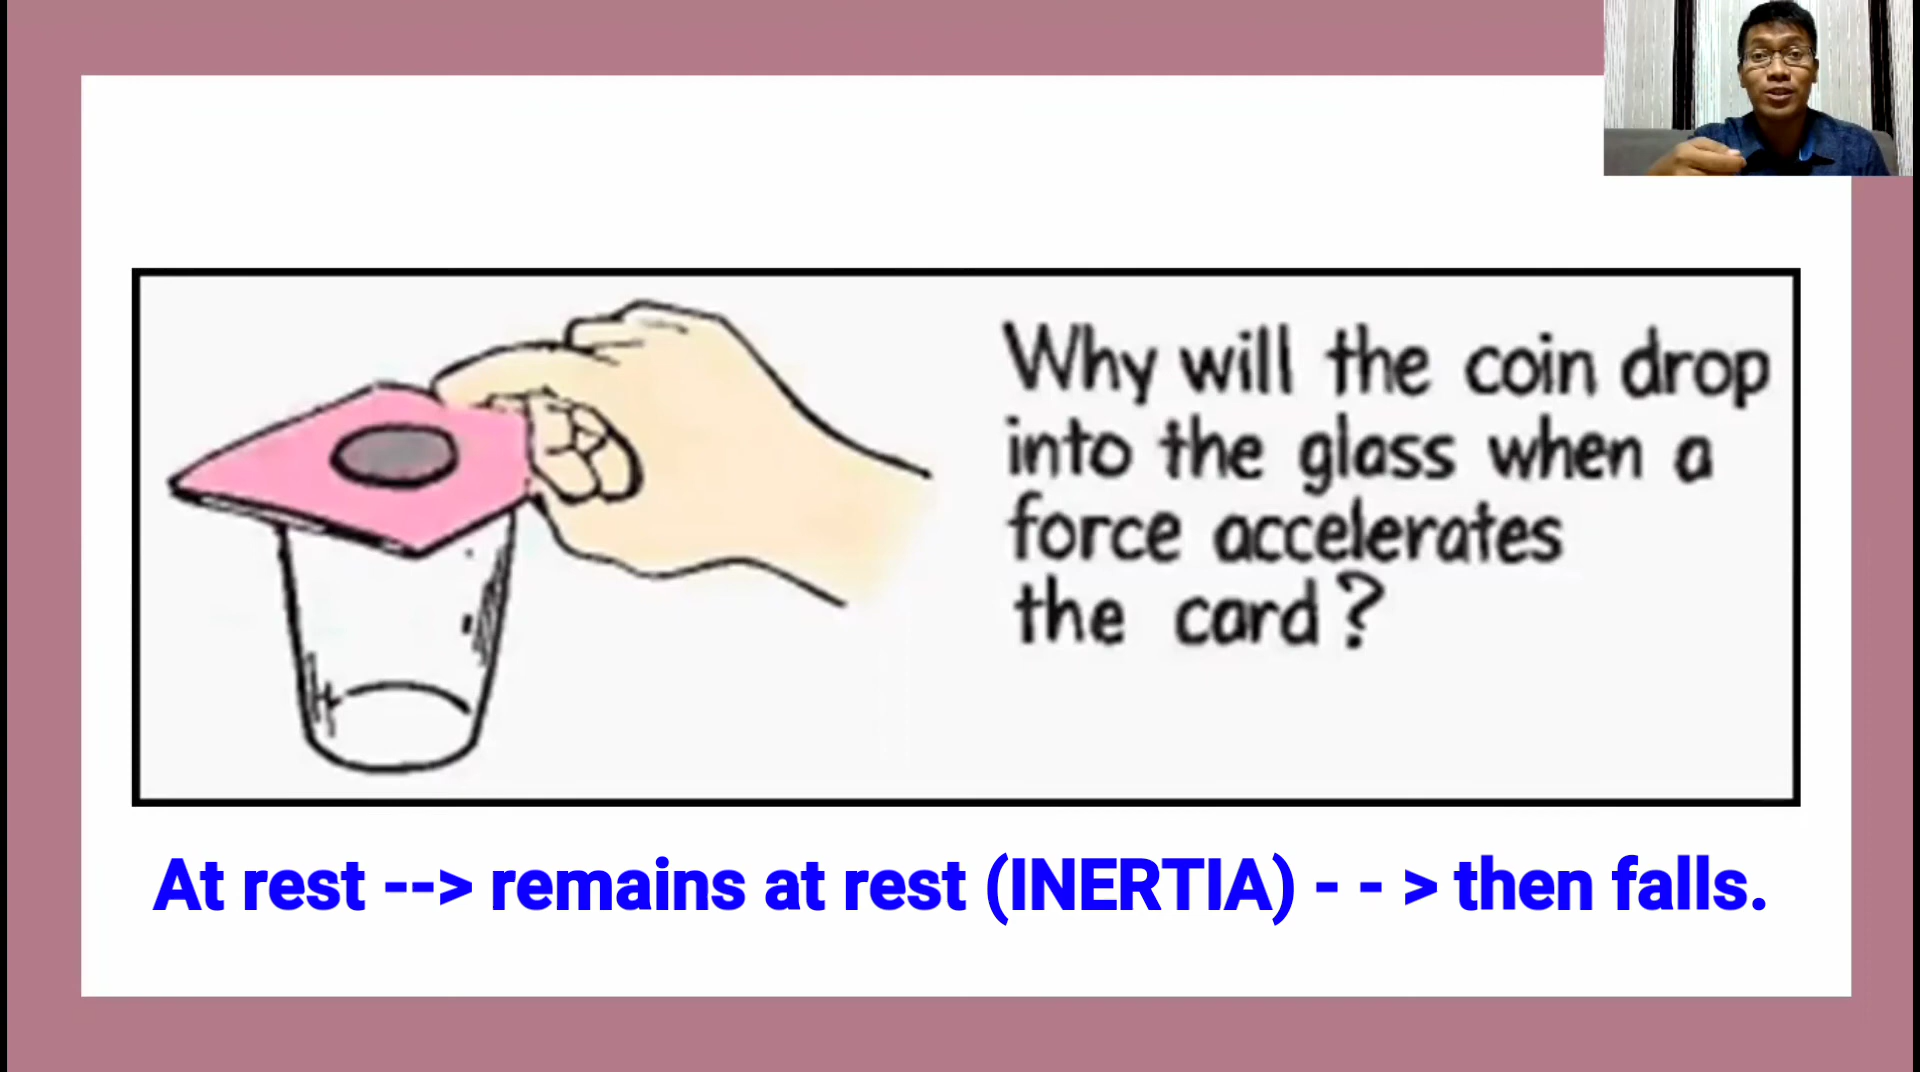 Why will the coin drop
into the glass when a
force accelerates
the card?
At rest --> remains at rest (INERTIA) - - > then falls.